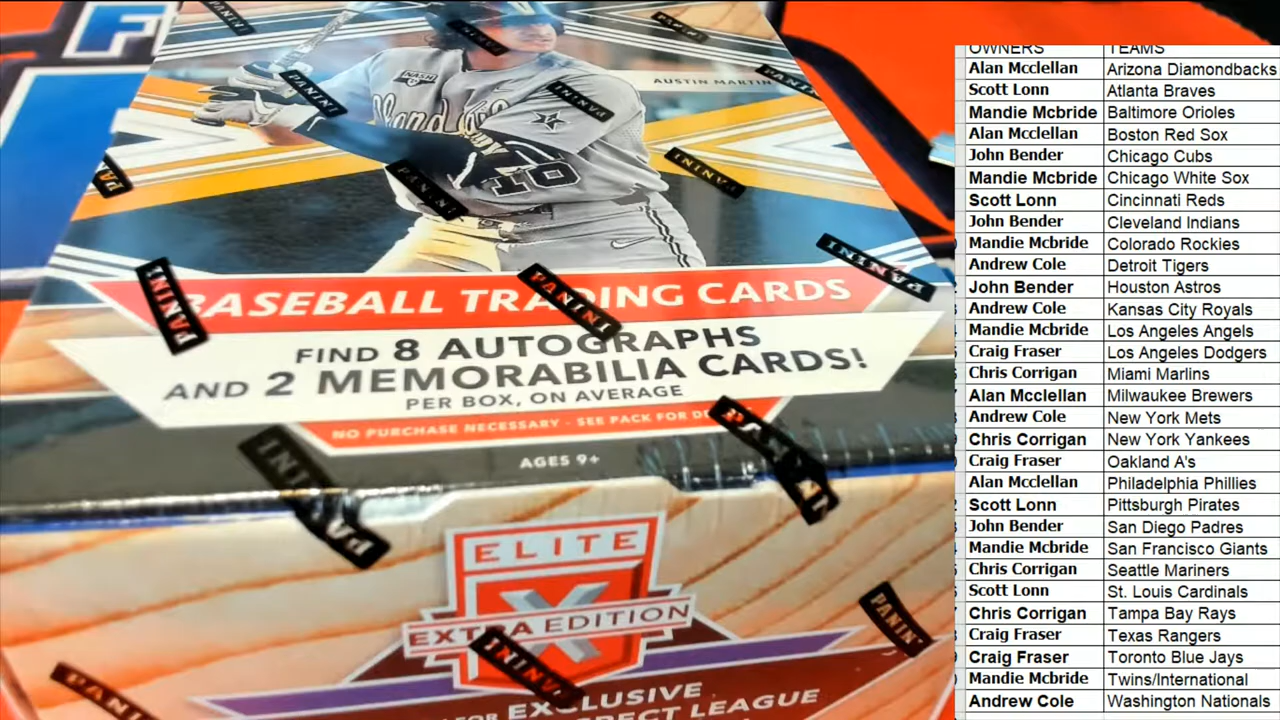 F
AUSTIN MARTIN
NASH
10
PANINI
BASEBALL TRADING CARDS
FIND 8 AUTOGRAPHS
AND 2 MEMORABILIA CARDS!
PER BOX, ON AVERAGE
NO PURCHASE NECESSARY - SEE PACK FOR
AGES 9+
ELITE
X
EXTRA EDITION
FOR EXCLUSIVE
LEAGUE
OWNERS TEAMS
Alan Mcclellan Arizona Diamondbacks
Scott Lonn Atlanta Braves
Mandie Mcbride Baltimore Orioles
Alan Mcclellan Boston Red Sox
John Bender Chicago Cubs
Mandie Mcbride Chicago White Sox
Scott Lonn Cincinnati Reds
John Bender Cleveland Indians
Mandie Mcbride Colorado Rockies
Andrew Cole Detroit Tigers
John Bender Houston Astros
Andrew Cole Kansas City Royals
Mandie Mcbride Los Angeles Angels
Craig Fraser Los Angeles Dodgers
Chris Corrigan Miami Marlins
Alan Mcclellan Milwaukee Brewers
Andrew Cole New York Mets
Chris Corrigan New York Yankees
Craig Fraser Oakland A's
Alan Mcclellan Philadelphia Phillies
Scott Lonn Pittsburgh Pirates
John Bender San Diego Padres
Mandie Mcbride San Francisco Giants
Chris Corrigan Seattle Mariners
Scott Lonn St. Louis Cardinals
Chris Corrigan Tampa Bay Rays
Craig Fraser Texas Rangers
Craig Fraser Toronto Blue Jays
Mandie Mcbride Twins/International
Andrew Cole Washington Nationals